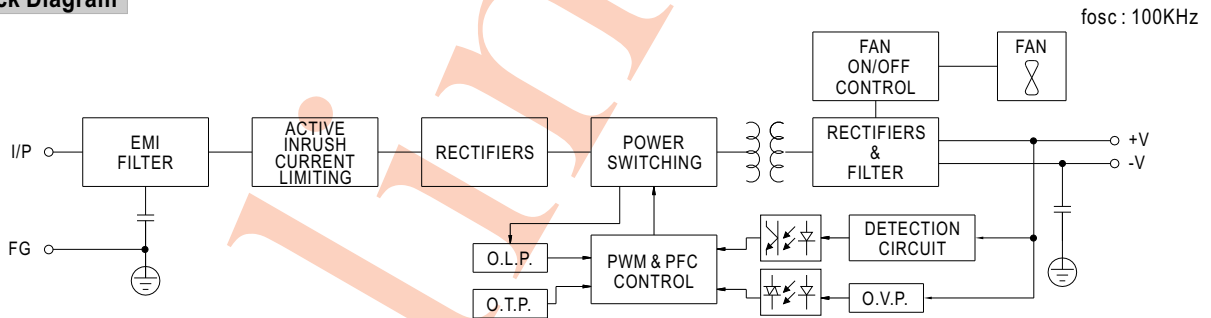 ck Diagram
fosc : 100KHz
FAN
ON/OFF
CONTROL
FAN
I/P
EMI
FILTER
ACTIVE
INRUSH
CURRENT
LIMITING
RECTIFIERS
POWER
SWITCHING
RECTIFIERS
&
FILTER
+V
-V
FG
O.L.P.
PWM & PFC
CONTROL
DETECTION
CIRCUIT
O.T.P.
O.V.P.